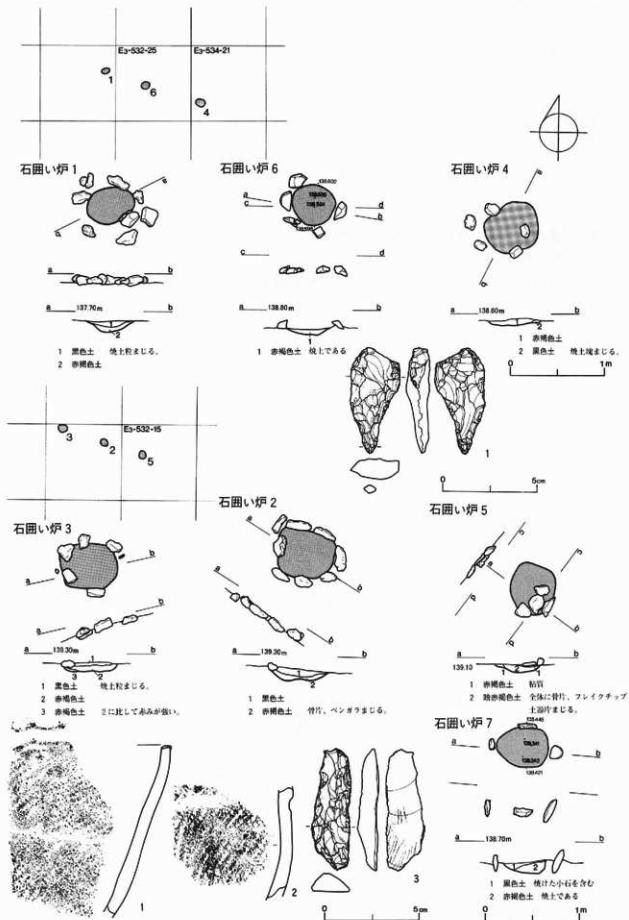 E3-532-25 E3-534-21
1
6
4
石囲い炉 1
石囲い炉 6
石囲い炉 4
a b
a 137.70m b
1 黒色土 焼土粒まじる。
2 赤褐色土
a
c
d
b
c d
a 138.80m b
1 赤褐色土 焼土である
a 138.60m b
1 赤褐色土
2 黒色土 焼土塊まじる。
0 1m
1
0 5cm
E3-532-15
3
2
5
石囲い炉 3
石囲い炉 2
石囲い炉 5
a b
a 139.30m b
1 黒色土 焼土粒まじる。
2 赤褐色土
3 赤褐色土 2に比して赤みが強い。
a b
a 139.30m b
1 黒色土
2 赤褐色土 骨片、ベンガラまじる。
139.10
1 赤褐色土 粘質
2 暗赤褐色土 全体に骨片、フレイクチップ
土器片まじる。
石囲い炉 7
138.445
a b
138.421
a 138.70m b
1 黒色土 焼けた小石を含む
2 赤褐色土 焼土である
1
2
3
0 5cm
0 1m